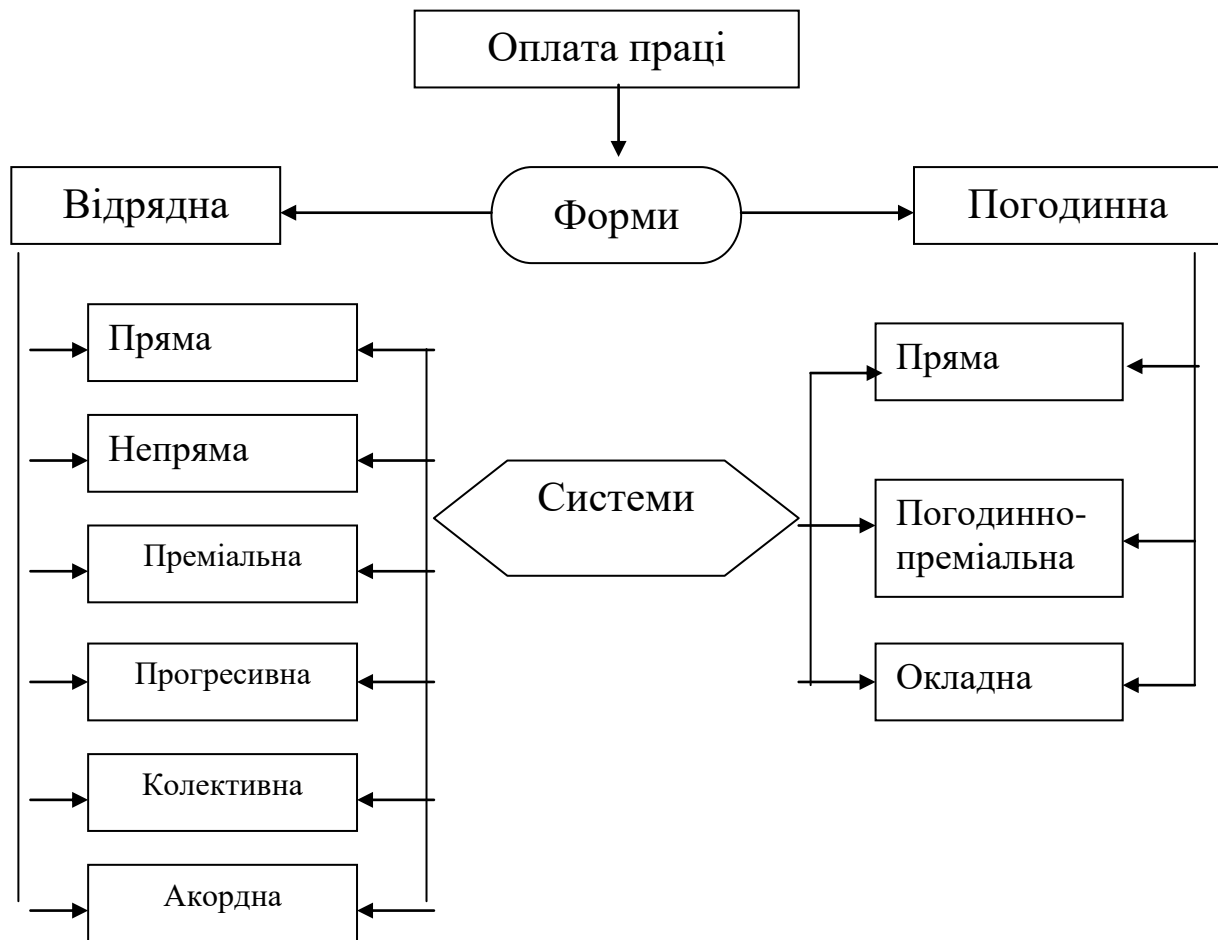 Оплата праці
Відрядна
Форми
Погодинна
Пряма
Непряма
Преміальна
Прогресивна
Колективна
Акордна
Системи
Пряма
Погодинно-
преміальна
Окладна